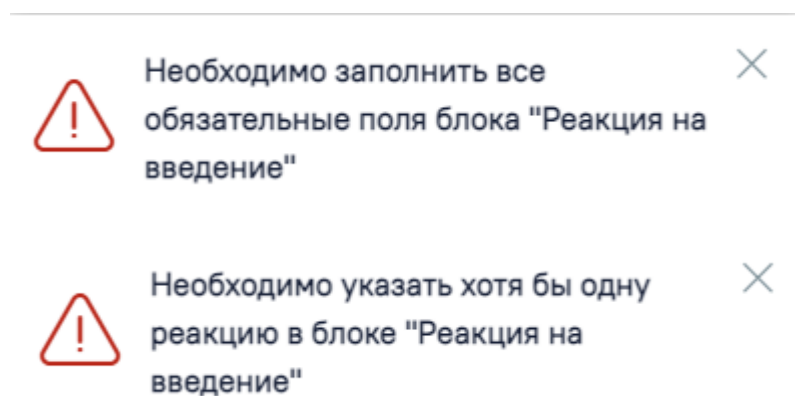 Необходимо заполнить все
обязательные поля блока "Реакция на
введение"
Необходимо указать хотя бы одну
реакцию в блоке "Реакция на
введение"